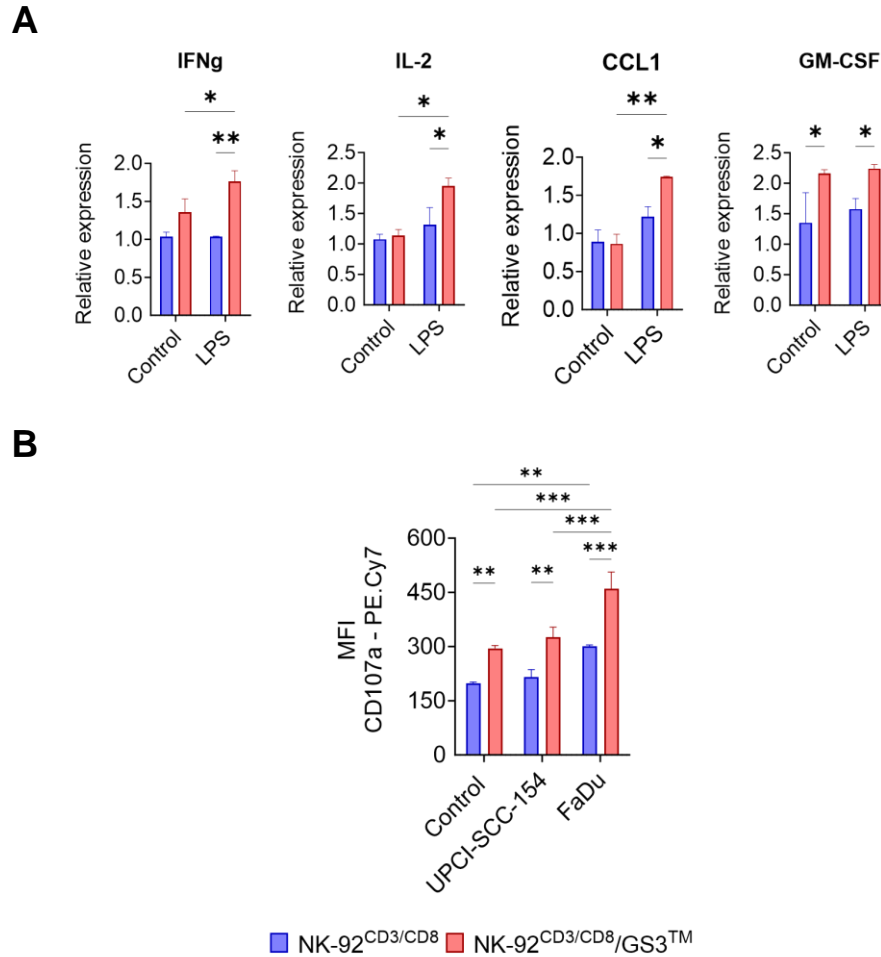 A
IFNg
IL-2
CCL1
GM-CSF
* ** * * ** * * *
Relative expression
2.0
1.5
1.0
0.5
0.0
Control
LPS
Relative expression
2.5
2.0
1.5
1.0
0.5
0.0
Control
LPS
Relative expression
2.0
1.5
1.0
0.5
0.0
Control
LPS
Relative expression
2.5
2.0
1.5
1.0
0.5
0.0
Control
LPS
B
**
***
***
***
** **
MFI
CD107a - PE.Cy7
600
450
300
150
0
Control
UPCI-SCC-154
FaDu
NK-92CD3/CD8
NK-92CD3/CD8/GS3TM